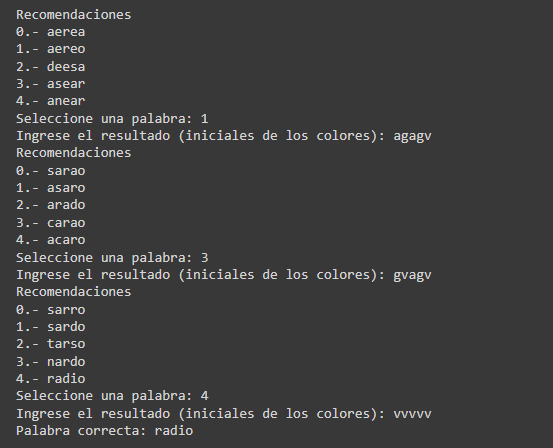 Recomendaciones
0.- aerea
1.- aereo
2.- deesa
3.- asear
4.- anear
Seleccione una palabra: 1
Ingrese el resultado (iniciales de los colores): agagv
Recomendaciones
0.- sarao
1.- asaro
2.- arado
3.- carao
4.- acaro
Seleccione una palabra: 3
Ingrese el resultado (iniciales de los colores): gvagv
Recomendaciones
0.- sarro
1.- sardo
2.- tarso
3.- nardo
4.- radio
Seleccione una palabra: 4
Ingrese el resultado (iniciales de los colores): vvvvv
Palabra correcta: radio